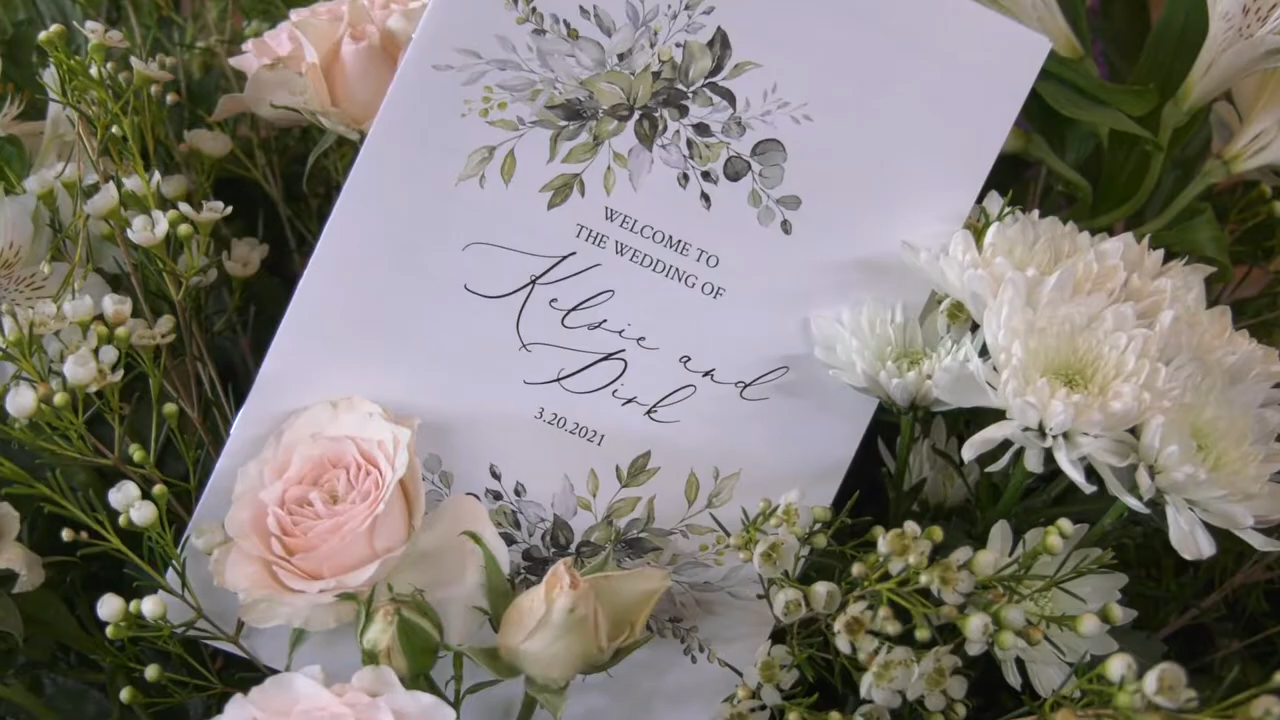 WELCOME TO
THE WEDDING OF
Kelsie and
Dirk
3.20.2021